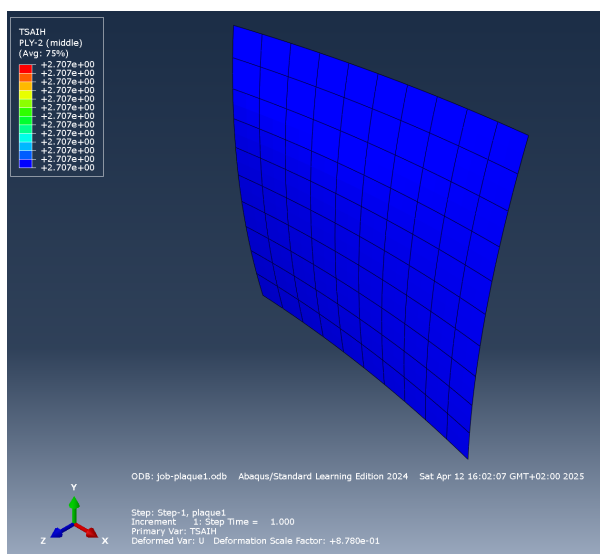 TSAIH
PLY-2 (middle)
(Avg: 75%)
+2.707e+00
+2.707e+00
+2.707e+00
+2.707e+00
+2.707e+00
+2.707e+00
+2.707e+00
+2.707e+00
+2.707e+00
+2.707e+00
+2.707e+00
+2.707e+00
+2.707e+00
ODB: job-plaque1.odb Abaqus/Standard Learning Edition 2024 Sat Apr 12 16:02:07 GMT+02:00 2025
Y
Z X
Step: Step-1, plaque1
Increment 1: Step Time = 1.000
Primary Var: TSAIH
Deformed Var: U Deformation Scale Factor: +8.780e-01